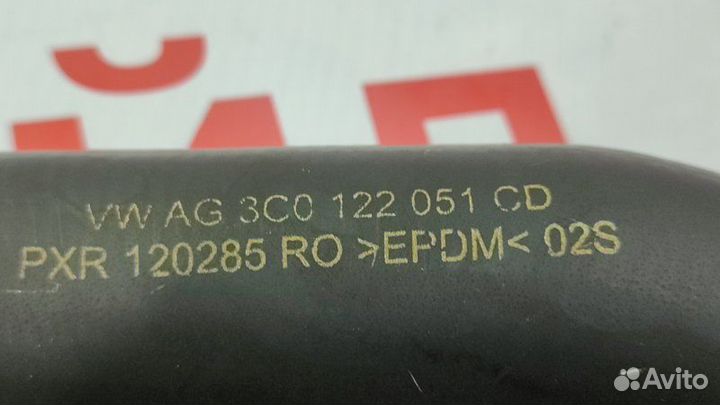 VW AG 3C0 122 051 CD
PXR 120285 RO >EPDM< 02S
Avito